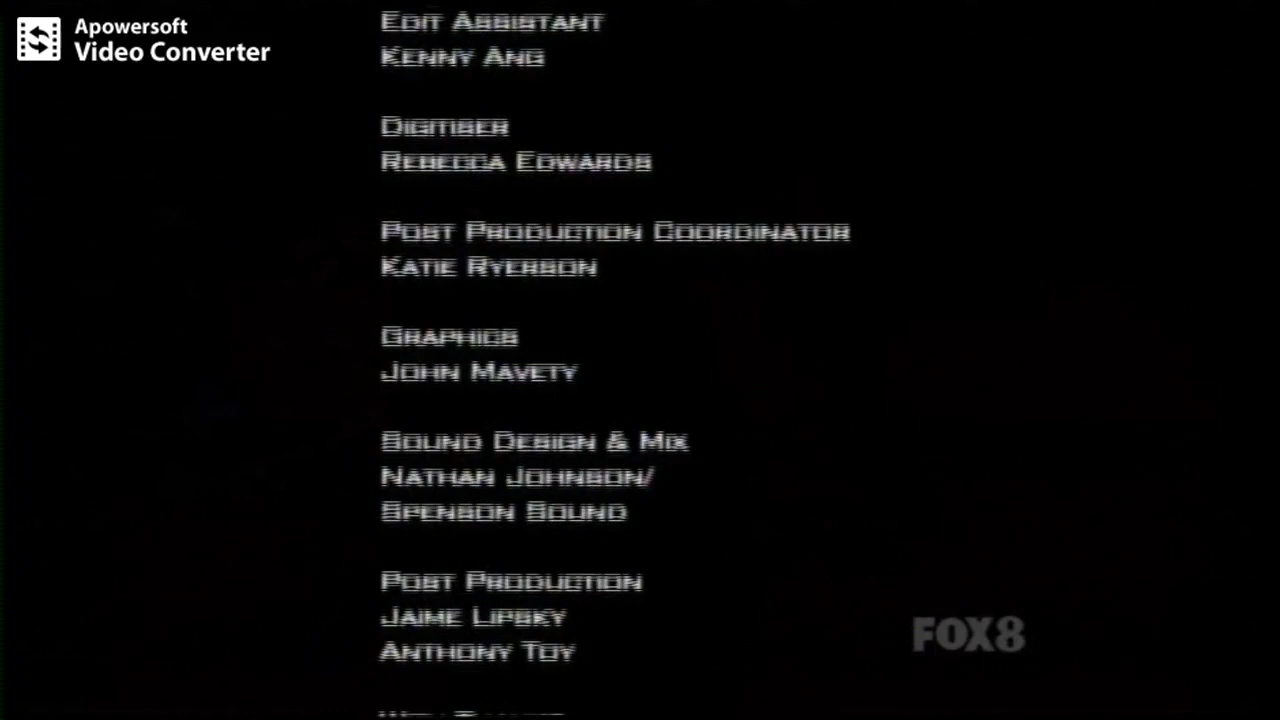 Apowersoft
Video Converter
EDIT ASSISTANT
KENNY ANG
DIGITISER
REBECCA EDWARDS
POST PRODUCTION COORDINATOR
KATIE RYERSON
GRAPHICS
JOHN MAVETY
SOUND DESIGN & MIX
NATHAN JOHNSON/
SPENSON SOUND
POST PRODUCTION
JAIME LIPSKY
ANTHONY TOY
FOX8